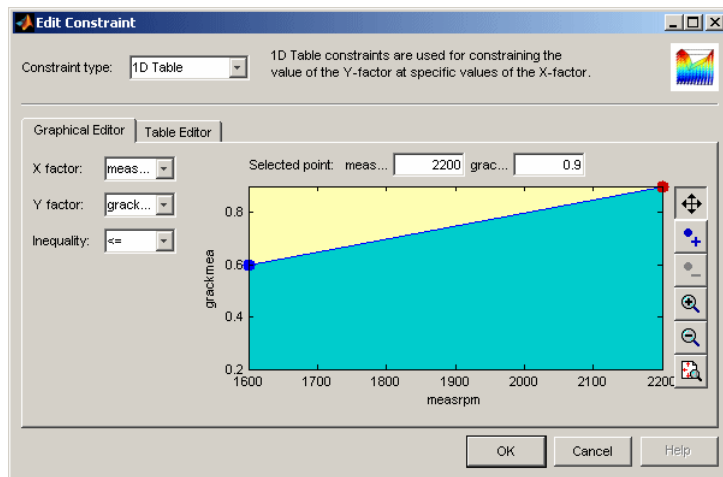 Edit Constraint
Constraint type: 1D Table
1D Table constraints are used for constraining the
value of the Y-factor at specific values of the X-factor.
Graphical Editor Table Editor
X factor: meas...
Y factor: grack...
Inequality: <=
Selected point: meas... 2200 grac... 0.9
0.8
0.6
0.4
0.2
grackmea
1600 1700 1800 1900 2000 2100 2200
measrpm
OK Cancel Help